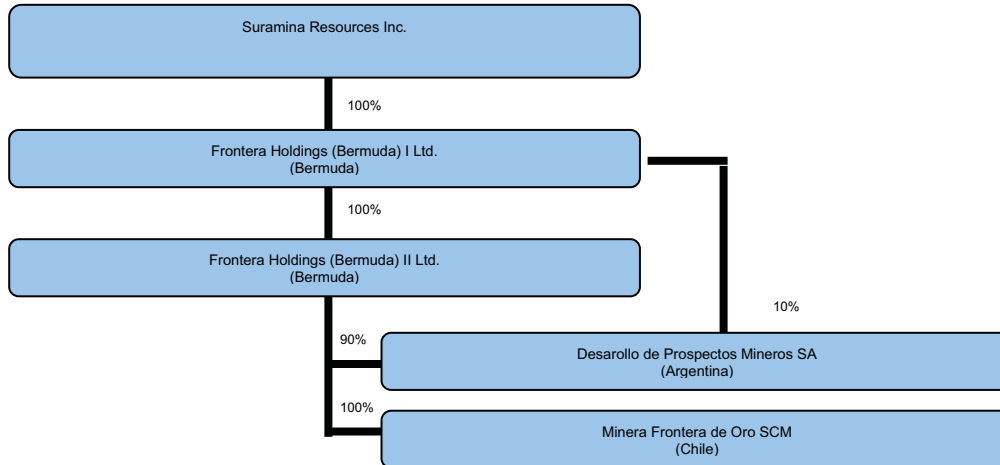 Suramina Resources Inc.
100%
Frontera Holdings (Bermuda) I Ltd.
(Bermuda)
100%
Frontera Holdings (Bermuda) II Ltd.
(Bermuda)
10%
90%
Desarollo de Prospectos Mineros SA
(Argentina)
100%
Minera Frontera de Oro SCM
(Chile)